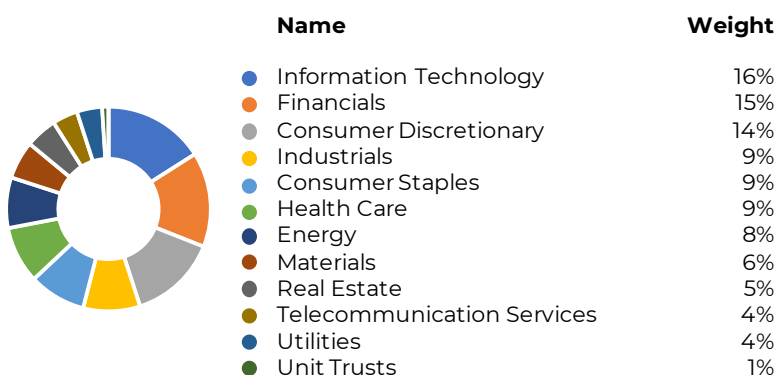 Name Weight
Information Technology 16%
Financials 15%
Consumer Discretionary 14%
Industrials 9%
Consumer Staples 9%
Health Care 9%
Energy 8%
Materials 6%
Real Estate 5%
Telecommunication Services 4%
Utilities 4%
Unit Trusts 1%